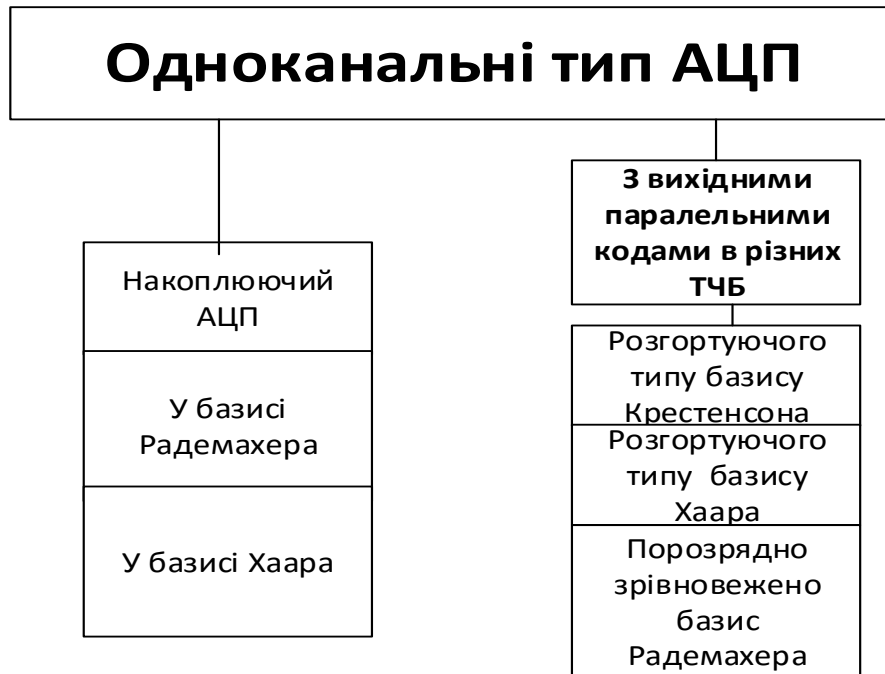 Одноканальні тип АЦП
Накоплюючий
АЦП
У базисі
Радемахера
У базисі Хаара
З вихідними
паралельними
кодами в різних
ТЧБ
Розгортуючого
типу базису
Крестенсона
Розгортуючого
типу базису
Хаара
Порозрядно
зрівновежено
базис
Радемахера